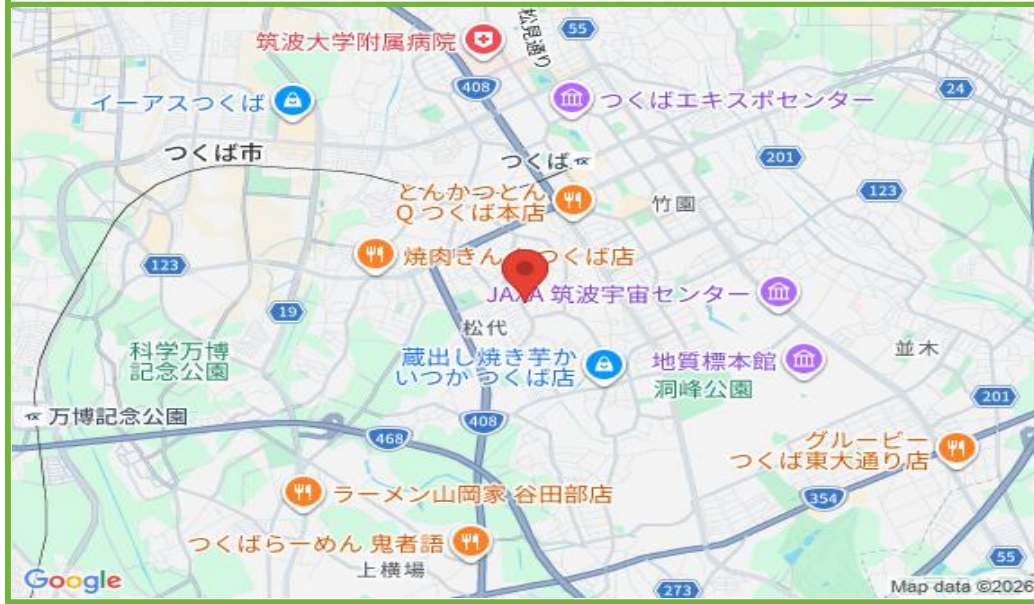 松見通り
55
筑波大学附属病院
408
24
イーアスつくば
つくばエキスポセンター
つくば市
つくば
201
とんかつとん
Q つくば本店
123
竹園
焼肉きん
つくば店
123
JAXA 筑波宇宙センター
19
松代
科学万博
記念公園
蔵出し焼き芋か
いつか つくば店
地質標本館
並木
洞峰公園
201
万博記念公園
408
468
グルービー
つくば東大通り店
ラーメン山岡家 谷田部店
354
つくばらーめん 鬼者語
上横場
55
273
Google
Map data ©2026